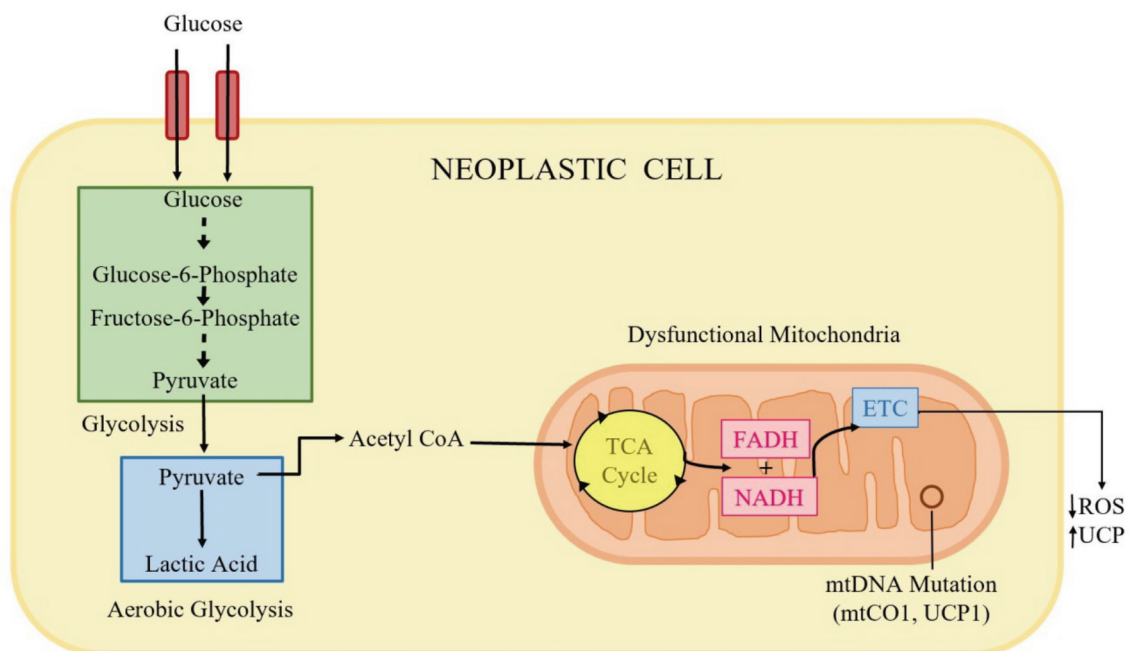 Glucose
NEOPLASTIC CELL
Glucose
Glucose-6-Phosphate
Fructose-6-Phosphate
Pyruvate
Glycolysis
Pyruvate
Lactic Acid
Aerobic Glycolysis
Acetyl CoA
Dysfunctional Mitochondria
TCA
Cycle
FADH
+
NADH
ETC
↓ROS
↑UCP
mtDNA Mutation
(mtCO1, UCP1)